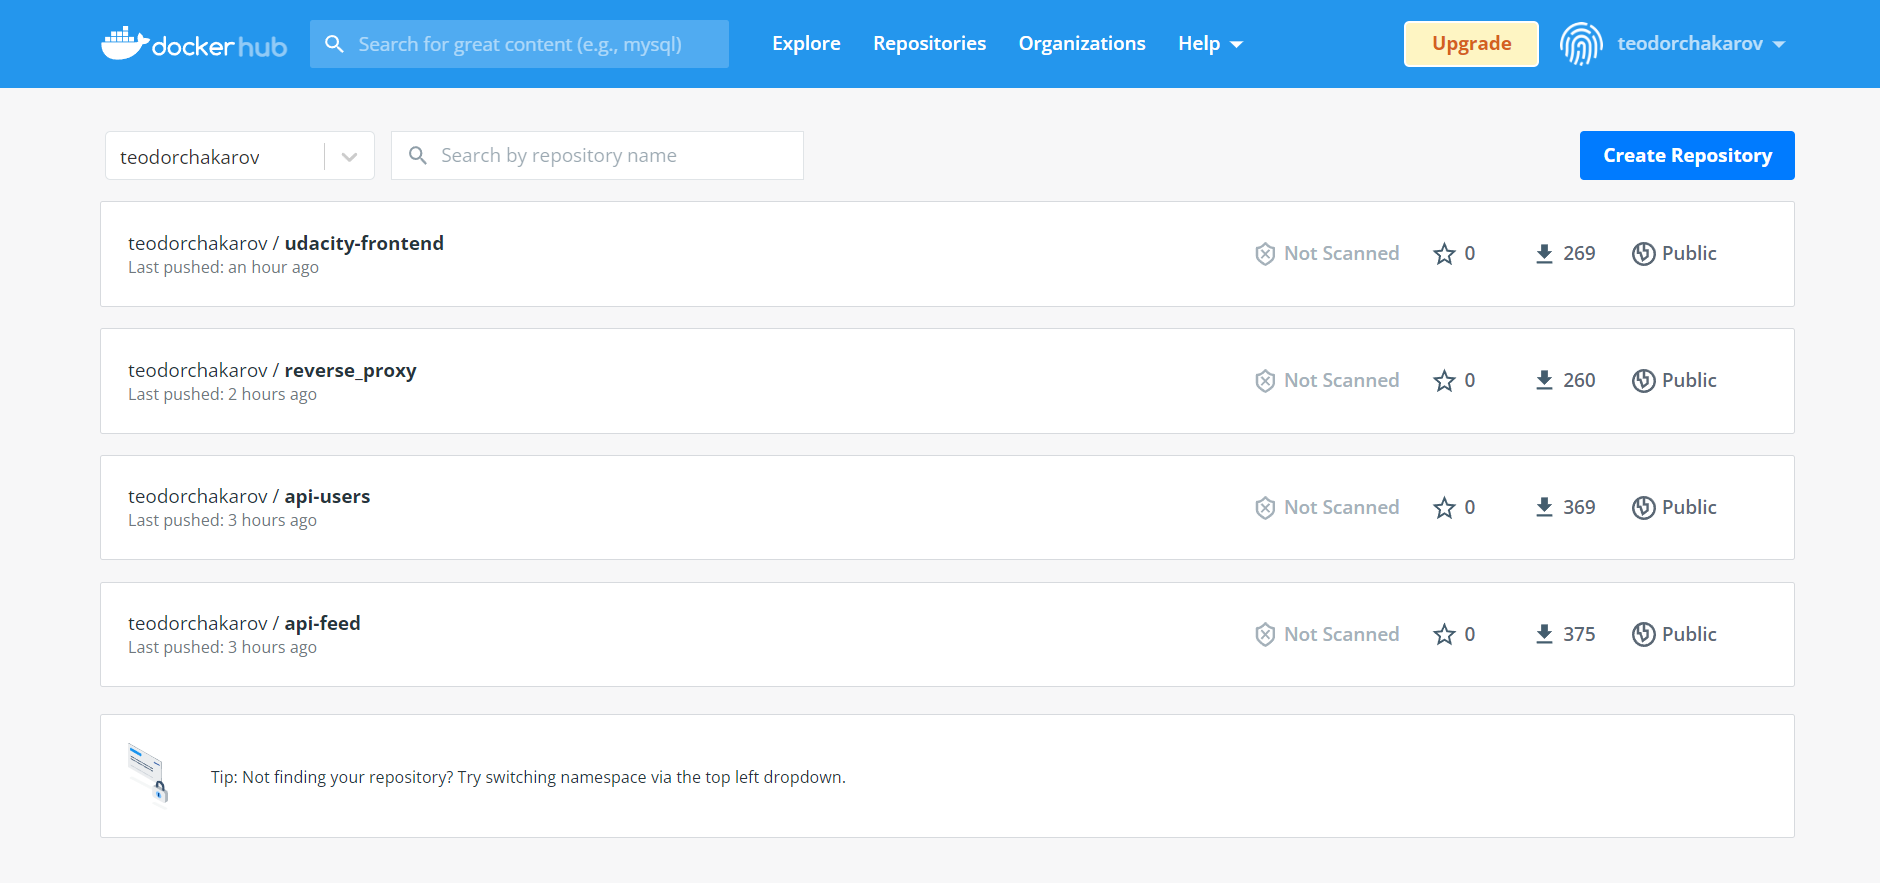 dockerhub Search for great content (e.g., mysql) Explore Repositories Organizations Help Upgrade teodorchakarov
teodorchakarov Search by repository name Create Repository
teodorchakarov / udacity-frontend
Last pushed: an hour ago
Not Scanned 0 269 Public
teodorchakarov / reverse_proxy
Last pushed: 2 hours ago
Not Scanned 0 260 Public
teodorchakarov / api-users
Last pushed: 3 hours ago
Not Scanned 0 369 Public
teodorchakarov / api-feed
Last pushed: 3 hours ago
Not Scanned 0 375 Public
Tip: Not finding your repository? Try switching namespace via the top left dropdown.